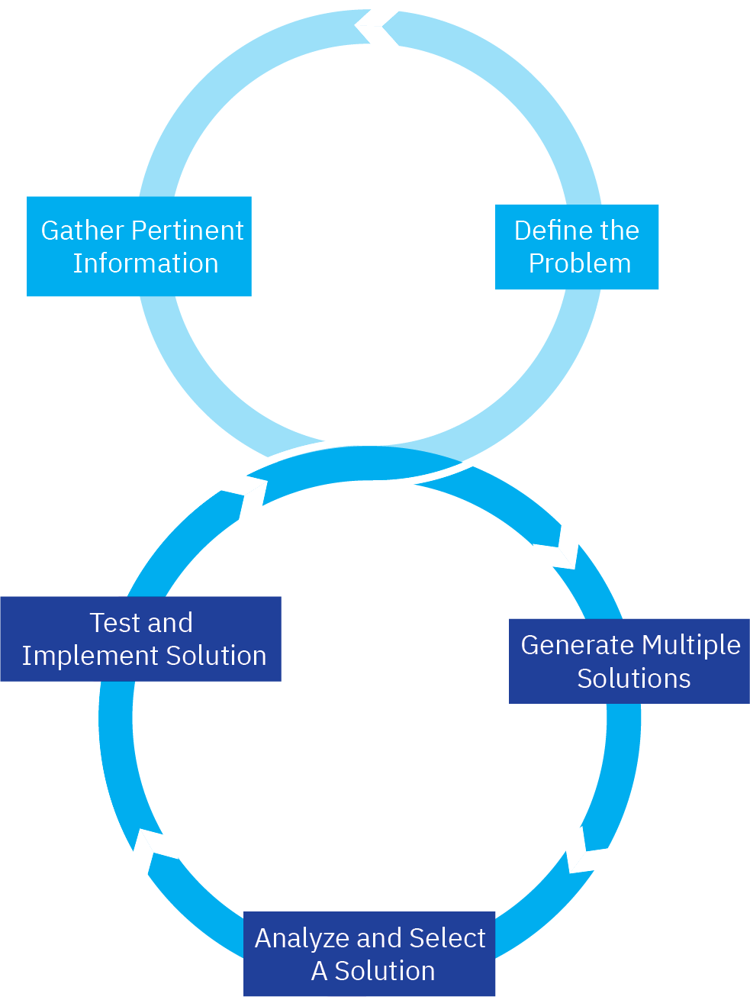 Gather Pertinent
Information
Define the
Problem
Test and
Implement Solution
Generate Multiple
Solutions
Analyze and Select
A Solution